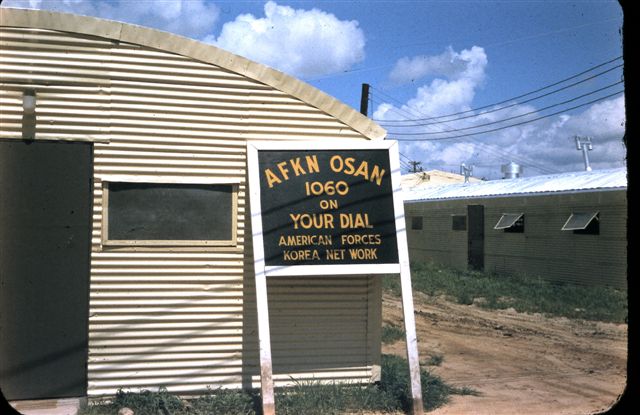 AFKN OSAN
1060
ON
YOUR DIAL
AMERICAN FORCES
KOREA NET WORK